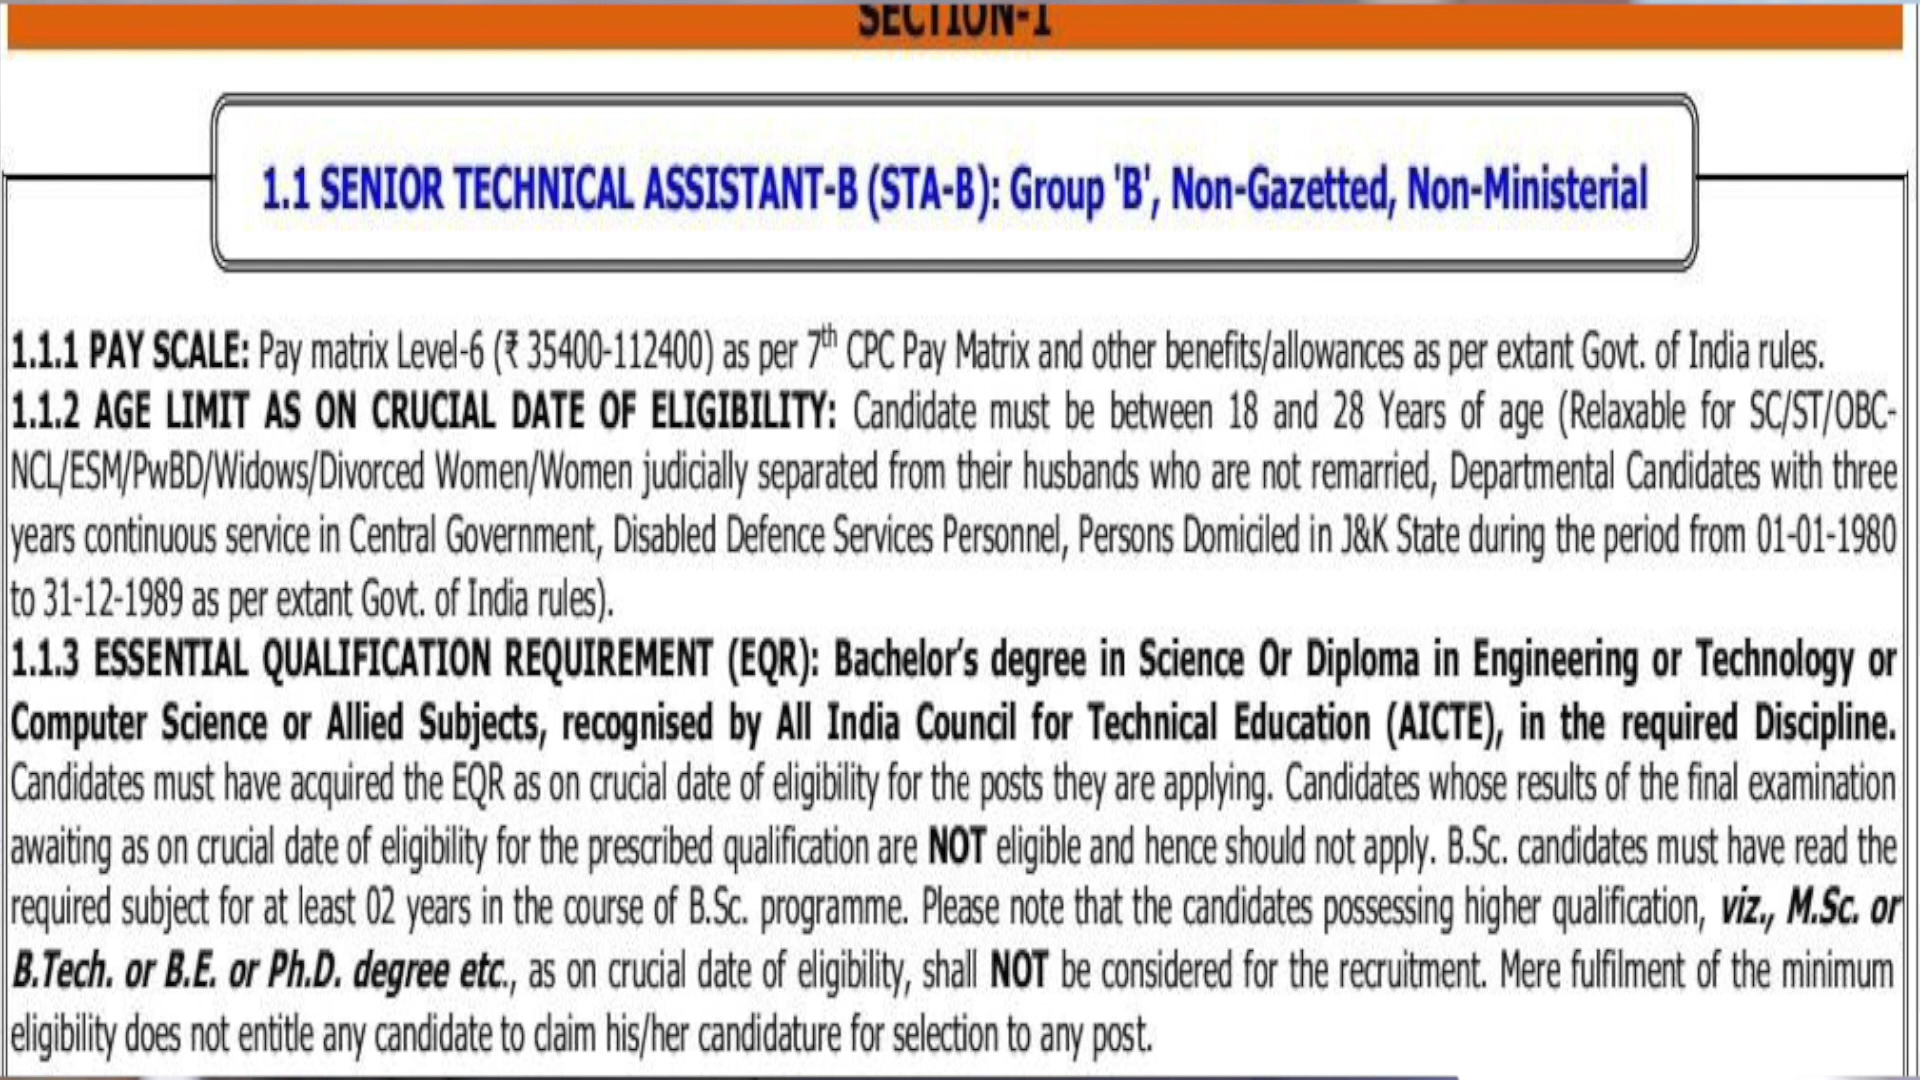 SECTION-1
1.1 SENIOR TECHNICAL ASSISTANT-B (STA-B): Group 'B', Non-Gazetted, Non-Ministerial
1.1.1 PAY SCALE: Pay matrix Level-6 (₹ 35400-112400) as per 7th CPC Pay Matrix and other benefits/allowances as per extant Govt. of India rules.
1.1.2 AGE LIMIT AS ON CRUCIAL DATE OF ELIGIBILITY: Candidate must be between 18 and 28 Years of age (Relaxable for SC/ST/OBC-
NCL/ESM/PwBD/Widows/Divorced Women/Women judicially separated from their husbands who are not remarried, Departmental Candidates with three
years continuous service in Central Government, Disabled Defence Services Personnel, Persons Domiciled in J&K State during the period from 01-01-1980
to 31-12-1989 as per extant Govt. of India rules).
1.1.3 ESSENTIAL QUALIFICATION REQUIREMENT (EQR): Bachelor's degree in Science Or Diploma in Engineering or Technology or
Computer Science or Allied Subjects, recognised by All India Council for Technical Education (AICTE), in the required Discipline.
Candidates must have acquired the EQR as on crucial date of eligibility for the posts they are applying. Candidates whose results of the final examination
awaiting as on crucial date of eligibility for the prescribed qualification are NOT eligible and hence should not apply. B.Sc. candidates must have read the
required subject for at least 02 years in the course of B.Sc. programme. Please note that the candidates possessing higher qualification, viz., M.Sc. or
B.Tech. or B.E. or Ph.D. degree etc., as on crucial date of eligibility, shall NOT be considered for the recruitment. Mere fulfilment of the minimum
eligibility does not entitle any candidate to claim his/her candidature for selection to any post.